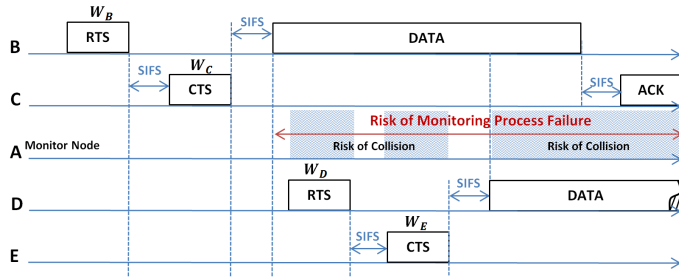 W_B
B RTS SIFS DATA
W_C
C SIFS CTS SIFS ACK
Risk of Monitoring Process Failure
A Monitor Node Risk of Collision Risk of Collision
W_D
D RTS SIFS DATA
W_E
E SIFS CTS